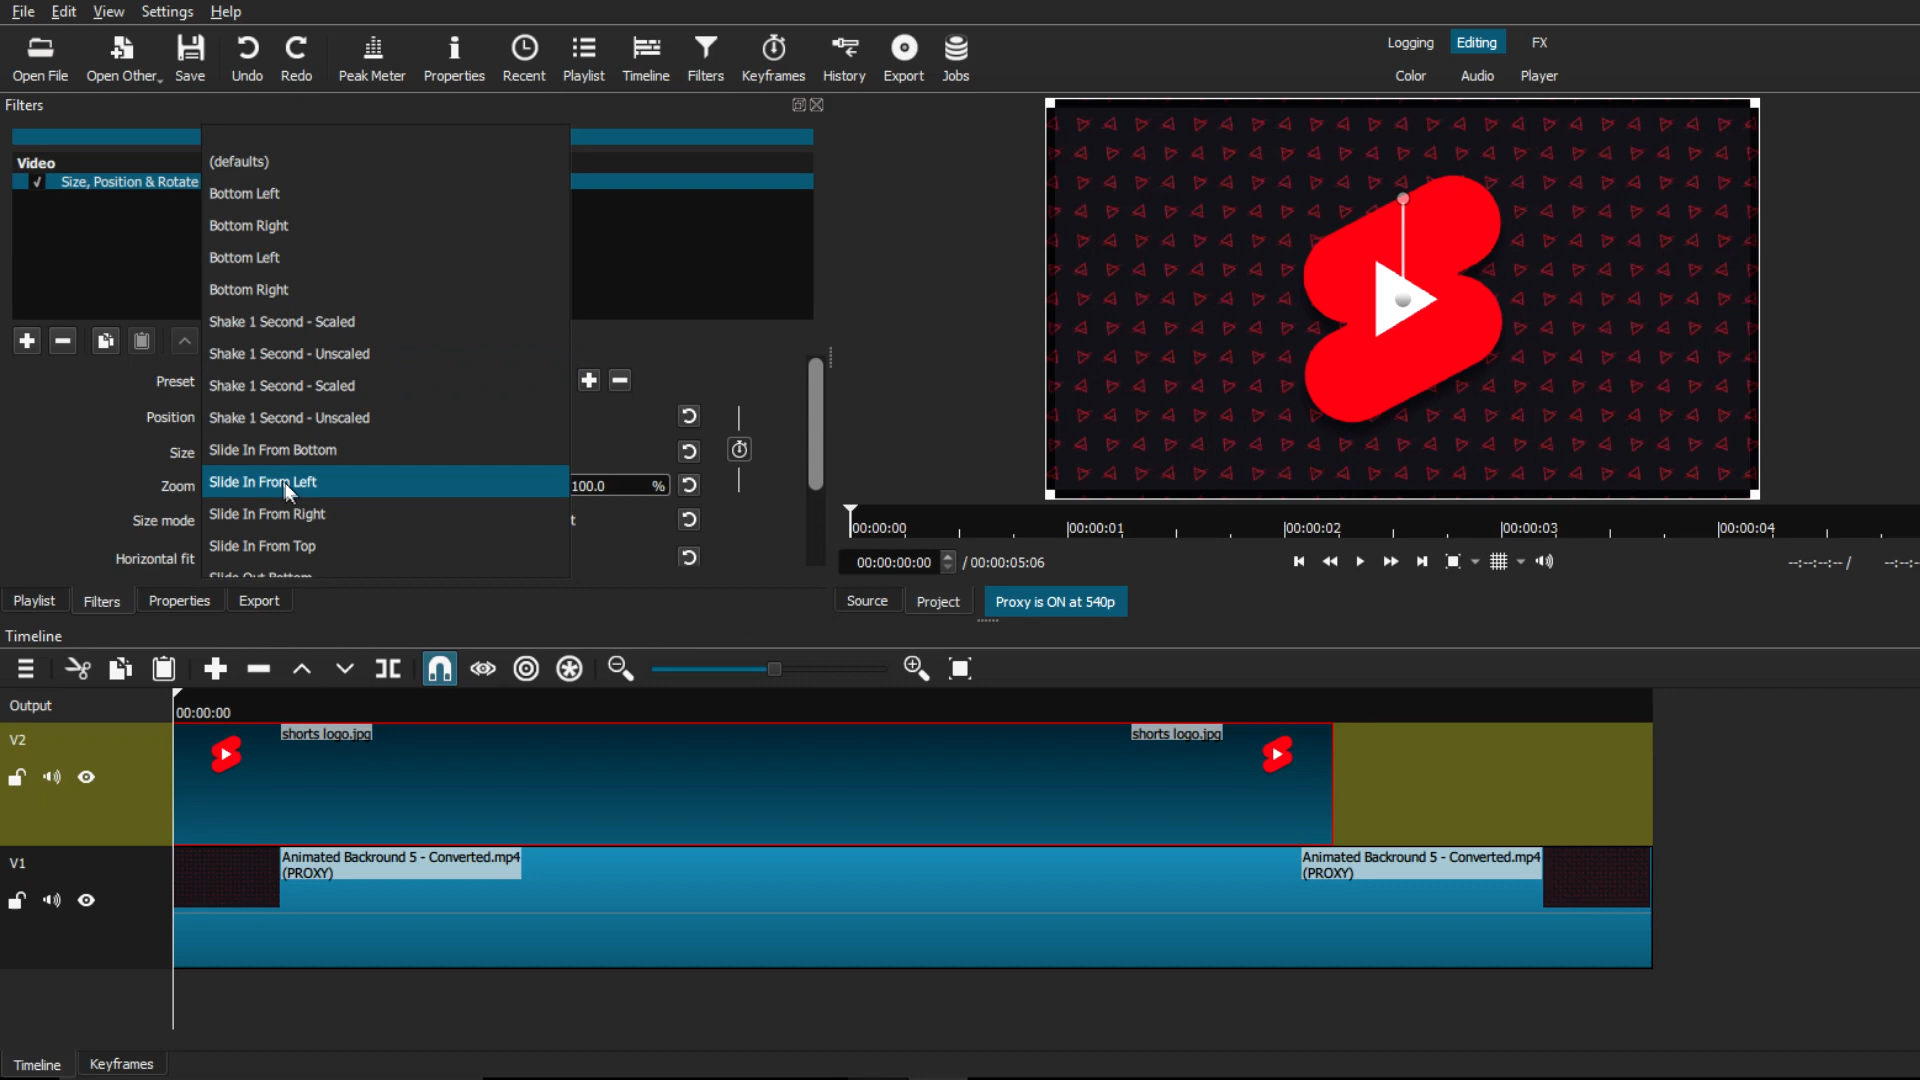 File Edit View Settings Help
Open File Open Other Save Undo Redo Peak Meter Properties Recent Playlist Timeline Filters Keyframes History Export Jobs
Logging Editing FX
Color Audio Player
Filters
Video
Size, Position & Rotate
(defaults)
Bottom Left
Bottom Right
Bottom Left
Bottom Right
Shake 1 Second - Scaled
Shake 1 Second - Unscaled
Shake 1 Second - Scaled
Shake 1 Second - Unscaled
Slide In From Bottom
Slide In From Left
Slide In From Right
Slide In From Top
Slide Out Bottom
Preset
Position
Size
Zoom 100.0 %
Size mode t
Horizontal fit
00:00:00 00:00:01 00:00:02 00:00:03 00:00:04
00:00:00:00 / 00:00:05:06 --:--:--:-- / --:--:
Playlist Filters Properties Export
Source Project Proxy is ON at 540p
Timeline
Output 00:00:00
V2 shorts logo.jpg shorts logo.jpg
V1 Animated Backround 5 - Converted.mp4 (PROXY) Animated Backround 5 - Converted.mp4 (PROXY)
Timeline Keyframes